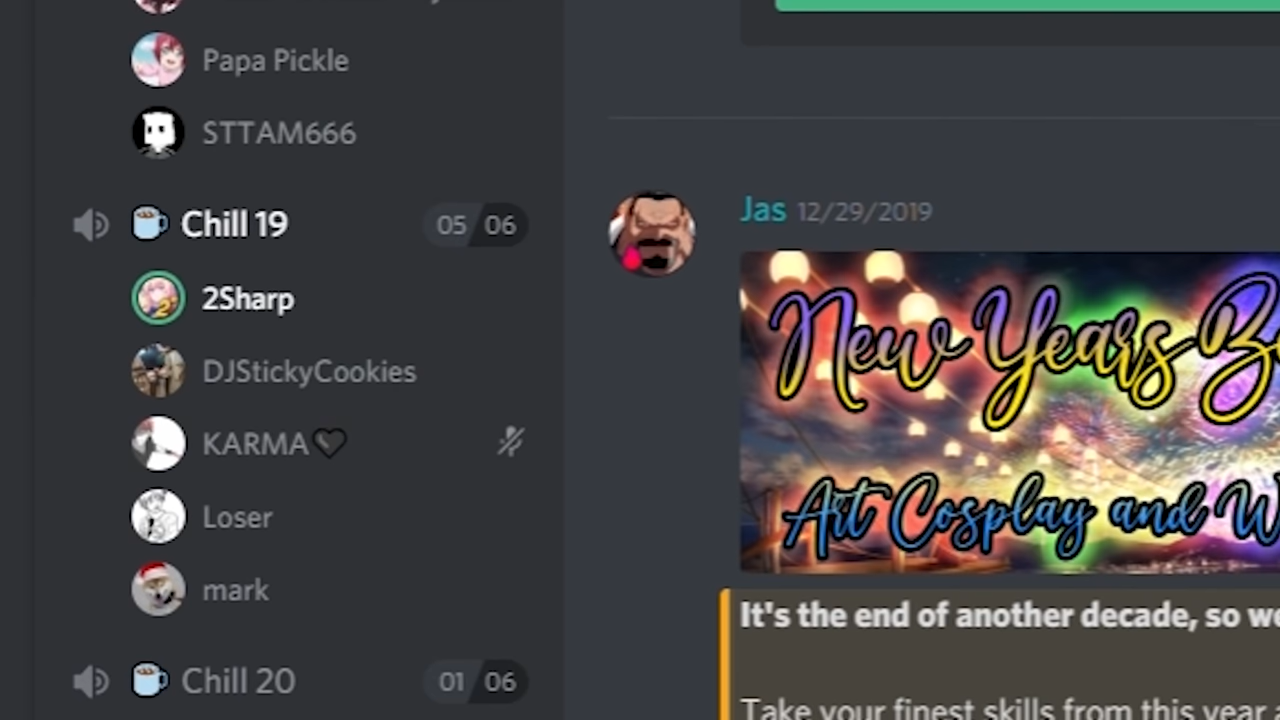 Papa Pickle
STTAM666
Chill 19 05 06
2Sharp
DJStickyCookies
KARMA🖤
Loser
mark
Chill 20 01 06
Jas 12/29/2019
New Years
Art Cosplay and
It's the end of another decade, so we
Take your finest skills from this year